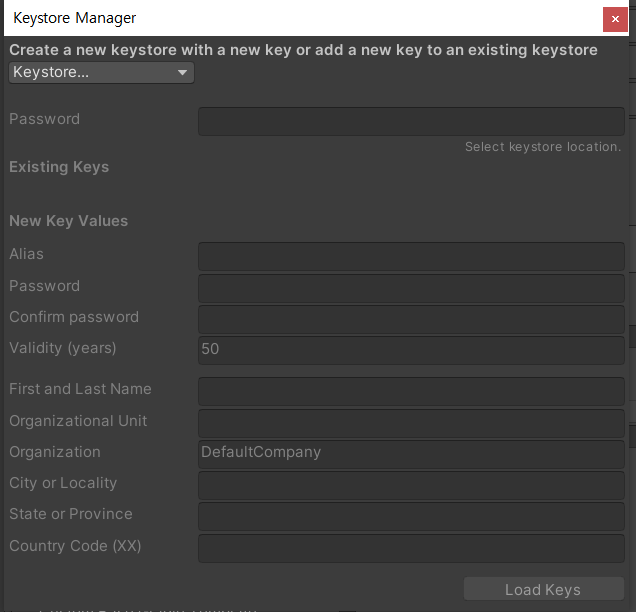 Keystore Manager
Create a new keystore with a new key or add a new key to an existing keystore
Keystore...
Password
Select keystore location.
Existing Keys
New Key Values
Alias
Password
Confirm password
Validity (years) 50
First and Last Name
Organizational Unit
Organization DefaultCompany
City or Locality
State or Province
Country Code (XX)
Load Keys